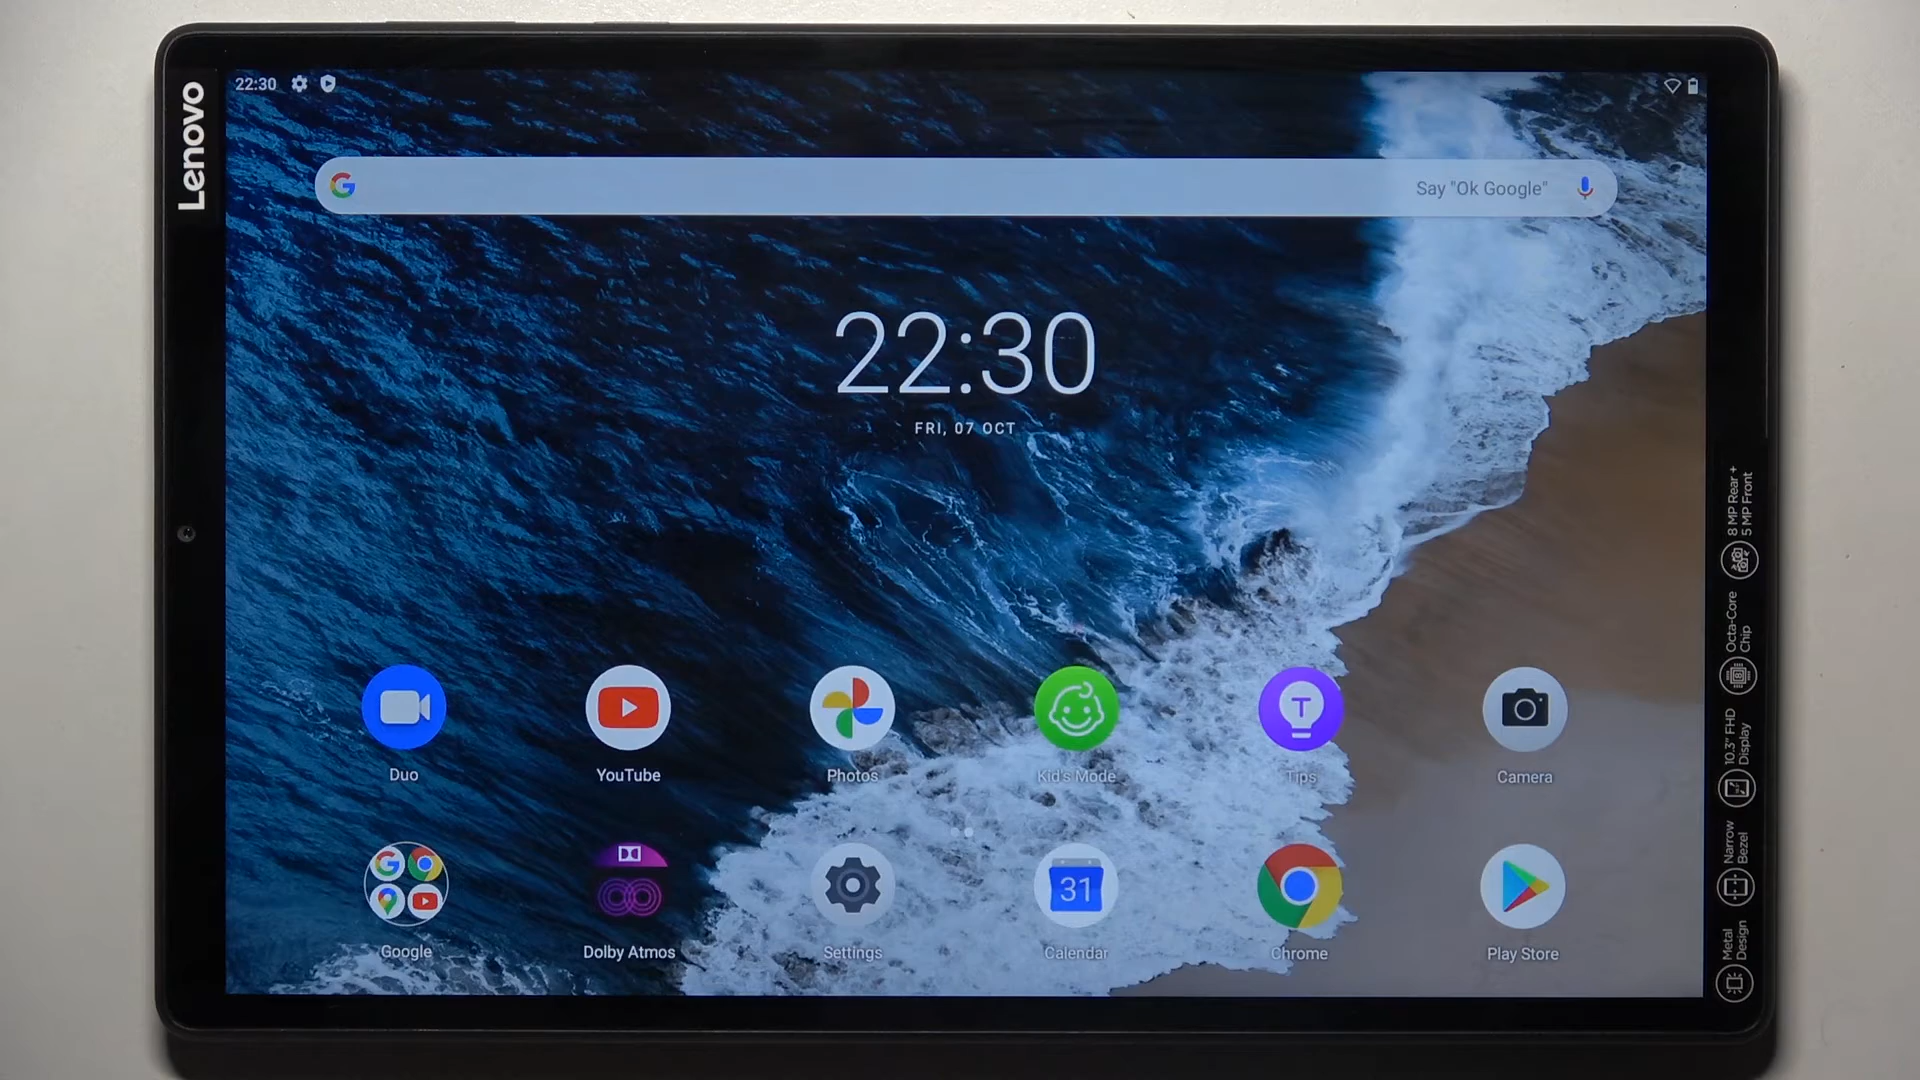 Lenovo
22:30
G
Say "Ok Google"
22:30
FRI, 07 OCT
Duo
YouTube
Photos
Kid's Mode
T
Tips
Camera
G
31
Google
Dolby Atmos
Settings
Calendar
Chrome
Play Store
8 MP Rear +
5 MP Front
8
Octa-Core
Chip
10.3" FHD
Display
Narrow
Bezel
Metal
Design